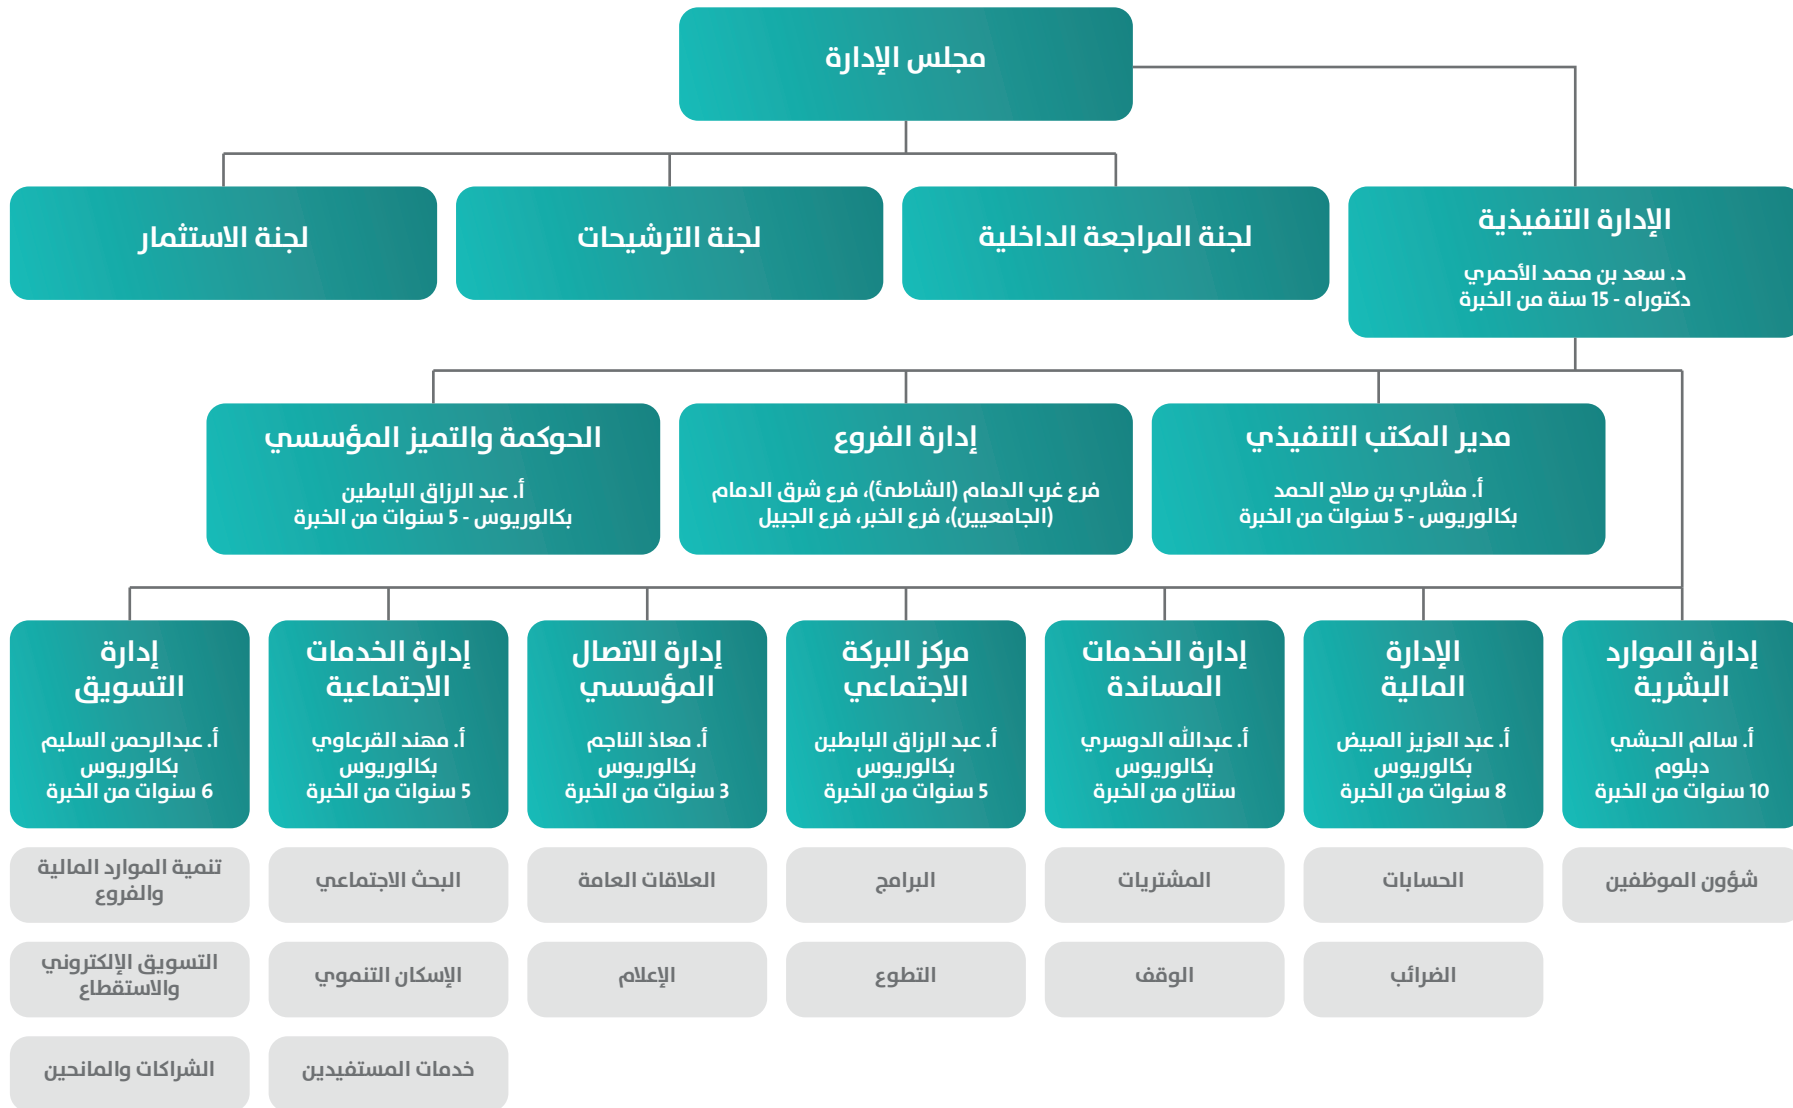 مجلس الإدارة
الإدارة التنفيذية
د. سعد بن محمد الأحمري
دكتوراه - 15 سنة من الخبرة
لجنة المراجعة الداخلية
لجنة الترشيحات
لجنة الاستثمار
مدير المكتب التنفيذي
أ. مشاري بن صلاح الحمد
بكالوريوس - 5 سنوات من الخبرة
إدارة الفروع
فرع غرب الدمام (الشاطئ)، فرع شرق الدمام
(الجامعيين)، فرع الخبر، فرع الجبيل
الحوكمة والتميز المؤسسي
أ. عبد الرزاق البابطين
بكالوريوس - 5 سنوات من الخبرة
إدارة الموارد
البشرية
أ. سالم الحبشي
دبلوم
10 سنوات من الخبرة
شؤون الموظفين
الإدارة
المالية
أ. عبد العزيز المبيض
بكالوريوس
8 سنوات من الخبرة
الحسابات
الضرائب
إدارة الخدمات
المساندة
أ. عبدالله الدوسري
بكالوريوس
سنتان من الخبرة
المشتريات
الوقف
مركز البركة
الاجتماعي
أ. عبد الرزاق البابطين
بكالوريوس
5 سنوات من الخبرة
البرامج
التطوع
إدارة الاتصال
المؤسسي
أ. معاذ الناجم
بكالوريوس
3 سنوات من الخبرة
العلاقات العامة
الإعلام
إدارة الخدمات
الاجتماعية
أ. مهند القرعاوي
بكالوريوس
5 سنوات من الخبرة
البحث الاجتماعي
الإسكان التنموي
خدمات المستفيدين
إدارة
التسويق
أ. عبدالرحمن السليم
بكالوريوس
6 سنوات من الخبرة
تنمية الموارد المالية
والفروع
التسويق الإلكتروني
والاستقطاع
الشراكات والمانحين